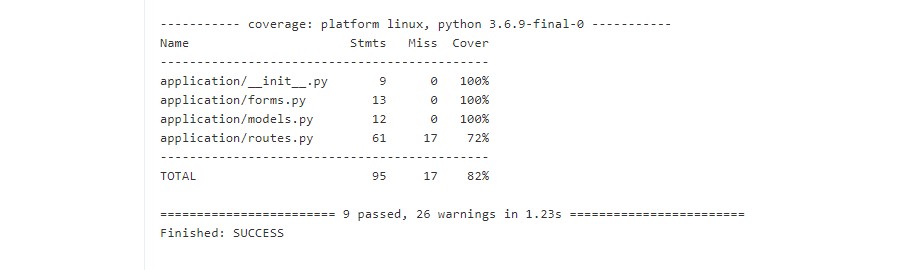 ----------- coverage: platform linux, python 3.6.9-final-0 -----------
Name                          Stmts   Miss  Cover
---------------------------------------------
application/__init__.py       9      0   100%
application/forms.py         13      0   100%
application/models.py        12      0   100%
application/routes.py        61     17    72%
---------------------------------------------
TOTAL                        95     17    82%
======================== 9 passed, 26 warnings in 1.23s ========================
Finished: SUCCESS